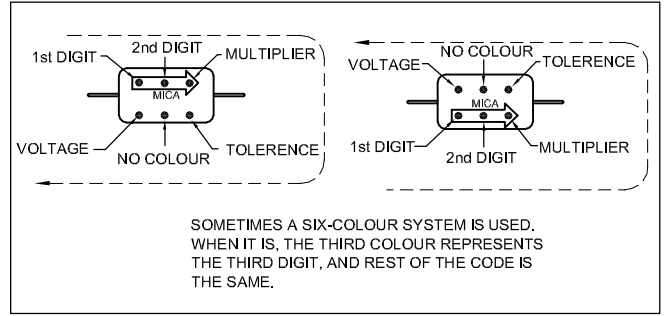 1st DIGIT
2nd DIGIT
MULTIPLIER
MICA
VOLTAGE
NO COLOUR
TOLERENCE
VOLTAGE
NO COLOUR
TOLERENCE
MICA
1st DIGIT
2nd DIGIT
MULTIPLIER
SOMETIMES A SIX-COLOUR SYSTEM IS USED.
WHEN IT IS, THE THIRD COLOUR REPRESENTS
THE THIRD DIGIT, AND REST OF THE CODE IS
THE SAME.